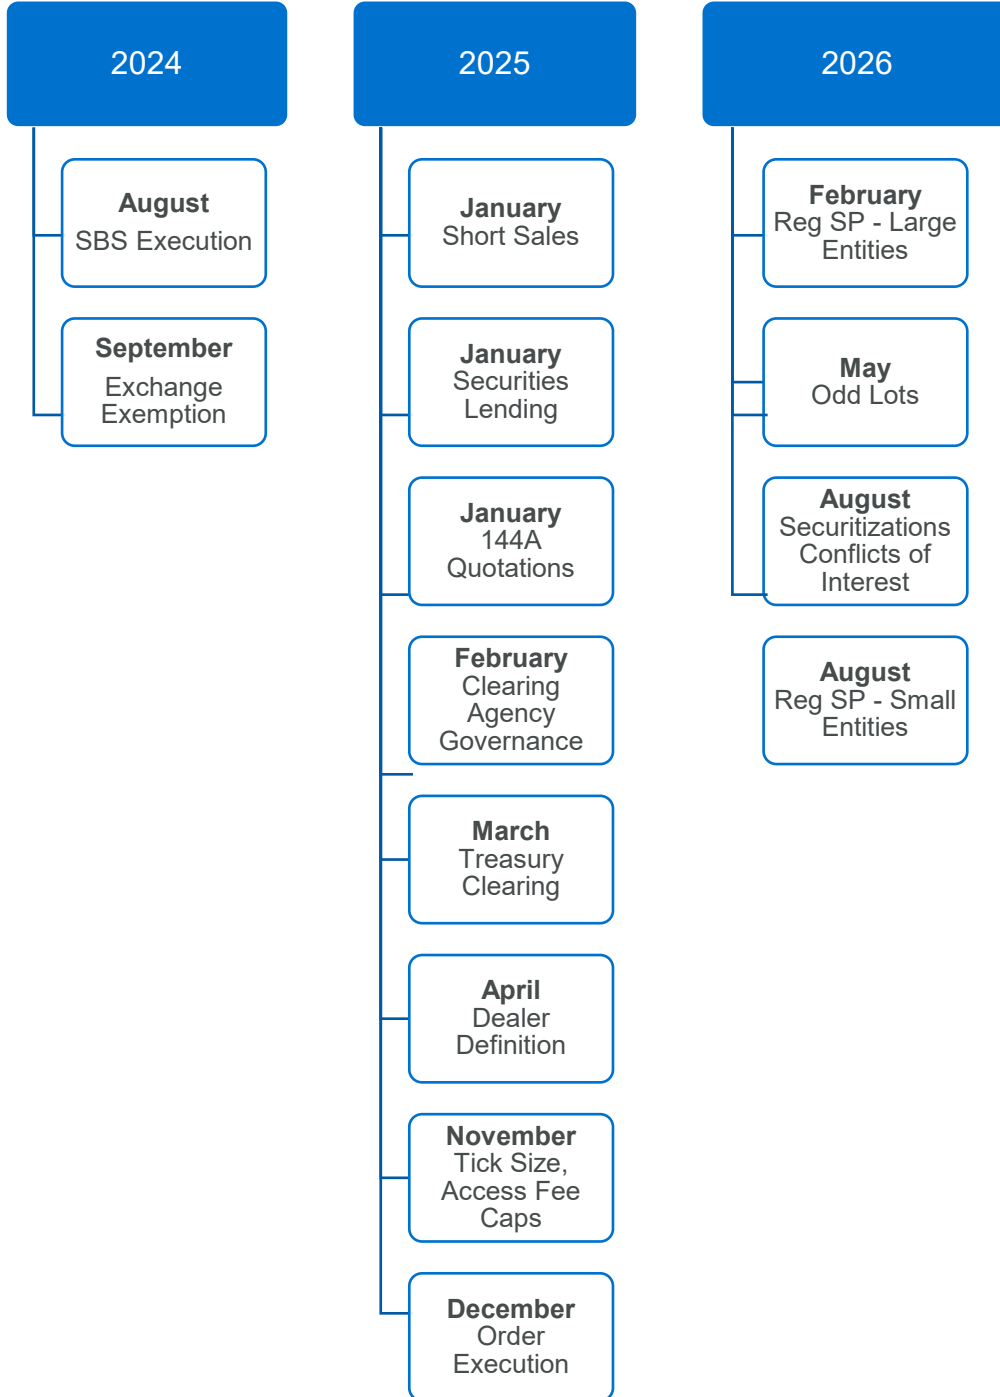 2024
August
SBS Execution
September
Exchange
Exemption
2025
January
Short Sales
January
Securities
Lending
January
144A
Quotations
February
Clearing
Agency
Governance
March
Treasury
Clearing
April
Dealer
Definition
November
Tick Size,
Access Fee
Caps
December
Order
Execution
2026
February
Reg SP - Large
Entities
May
Odd Lots
August
Securitizations
Conflicts of
Interest
August
Reg SP - Small
Entities